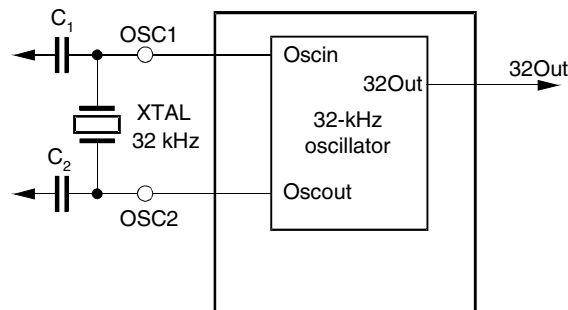 C1
OSC1
Oscin
32Out
32Out
XTAL
32 kHz
32-kHz
oscillator
C2
Oscout
OSC2